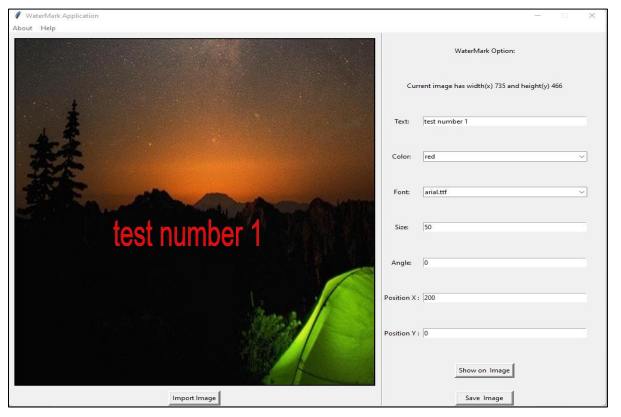 WaterMark Application
About Help
WaterMark Option:
Current image has width(x) 735 and height(y) 466
Text: test number 1
Color: red
Font: arial.ttf
Size: 50
Angle: 0
Position X : 200
Position Y : 0
Show on Image
Save Image
test number 1
Import Image